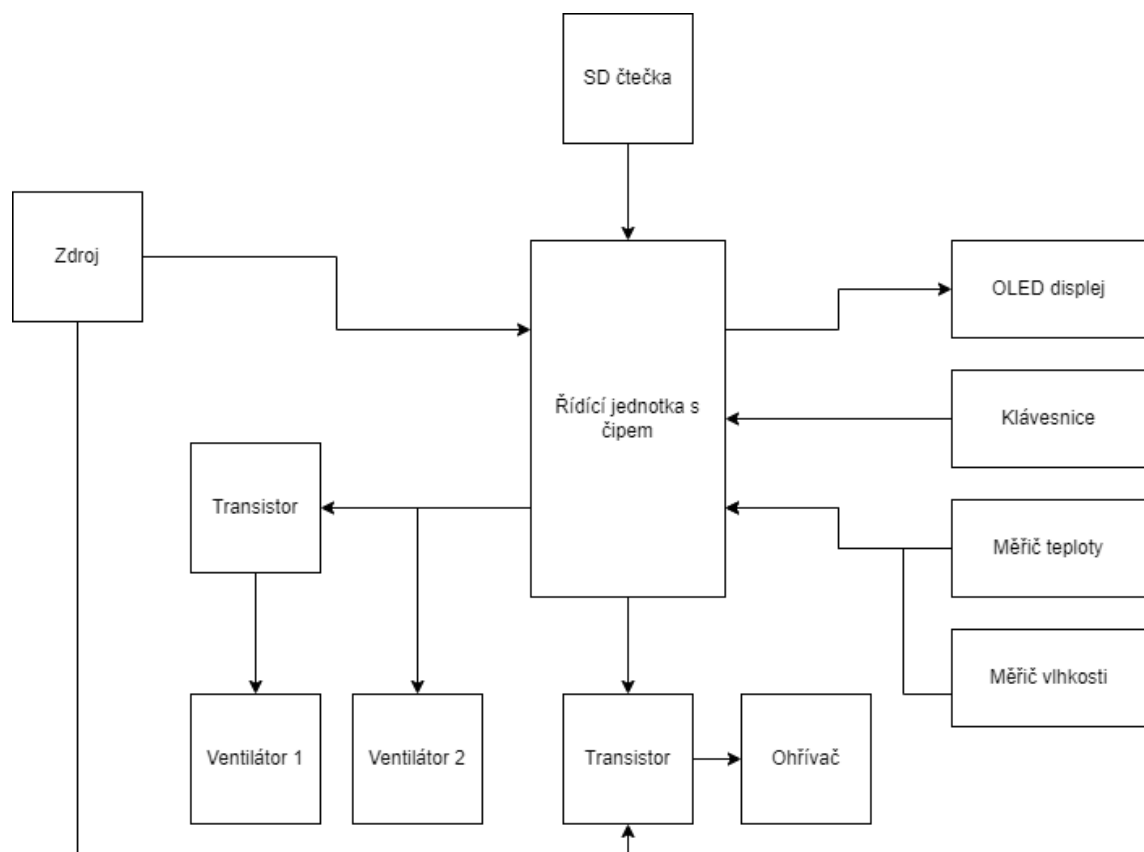 SD čtečka
Zdroj
OLED displej
Řídící jednotka s
čipem
Klávesnice
Transistor
Měřič teploty
Měřič vlhkosti
Ventilátor 1
Ventilátor 2
Transistor
Ohřívač